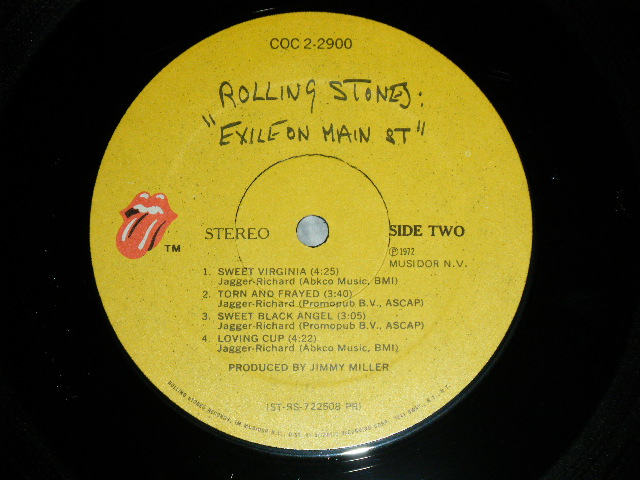 COC 2-2900
ROLLING STONES:
"EXILE ON MAIN ST"
STEREO
SIDE TWO
℗ 1972
MUSIDOR N.V.
TM
1. SWEET VIRGINIA (4:25)
Jagger-Richard (Abkco Music, BMI)
2. TORN AND FRAYED (3:40)
Jagger-Richard (Promopub B.V., ASCAP)
3. SWEET BLACK ANGEL (3:05)
Jagger-Richard (Promopub B.V., ASCAP)
4. LOVING CUP (4:22)
Jagger-Richard (Abkco Music, BMI)
PRODUCED BY JIMMY MILLER
(ST-RS-722508 PR)
ROLLING STONES RECORDS,